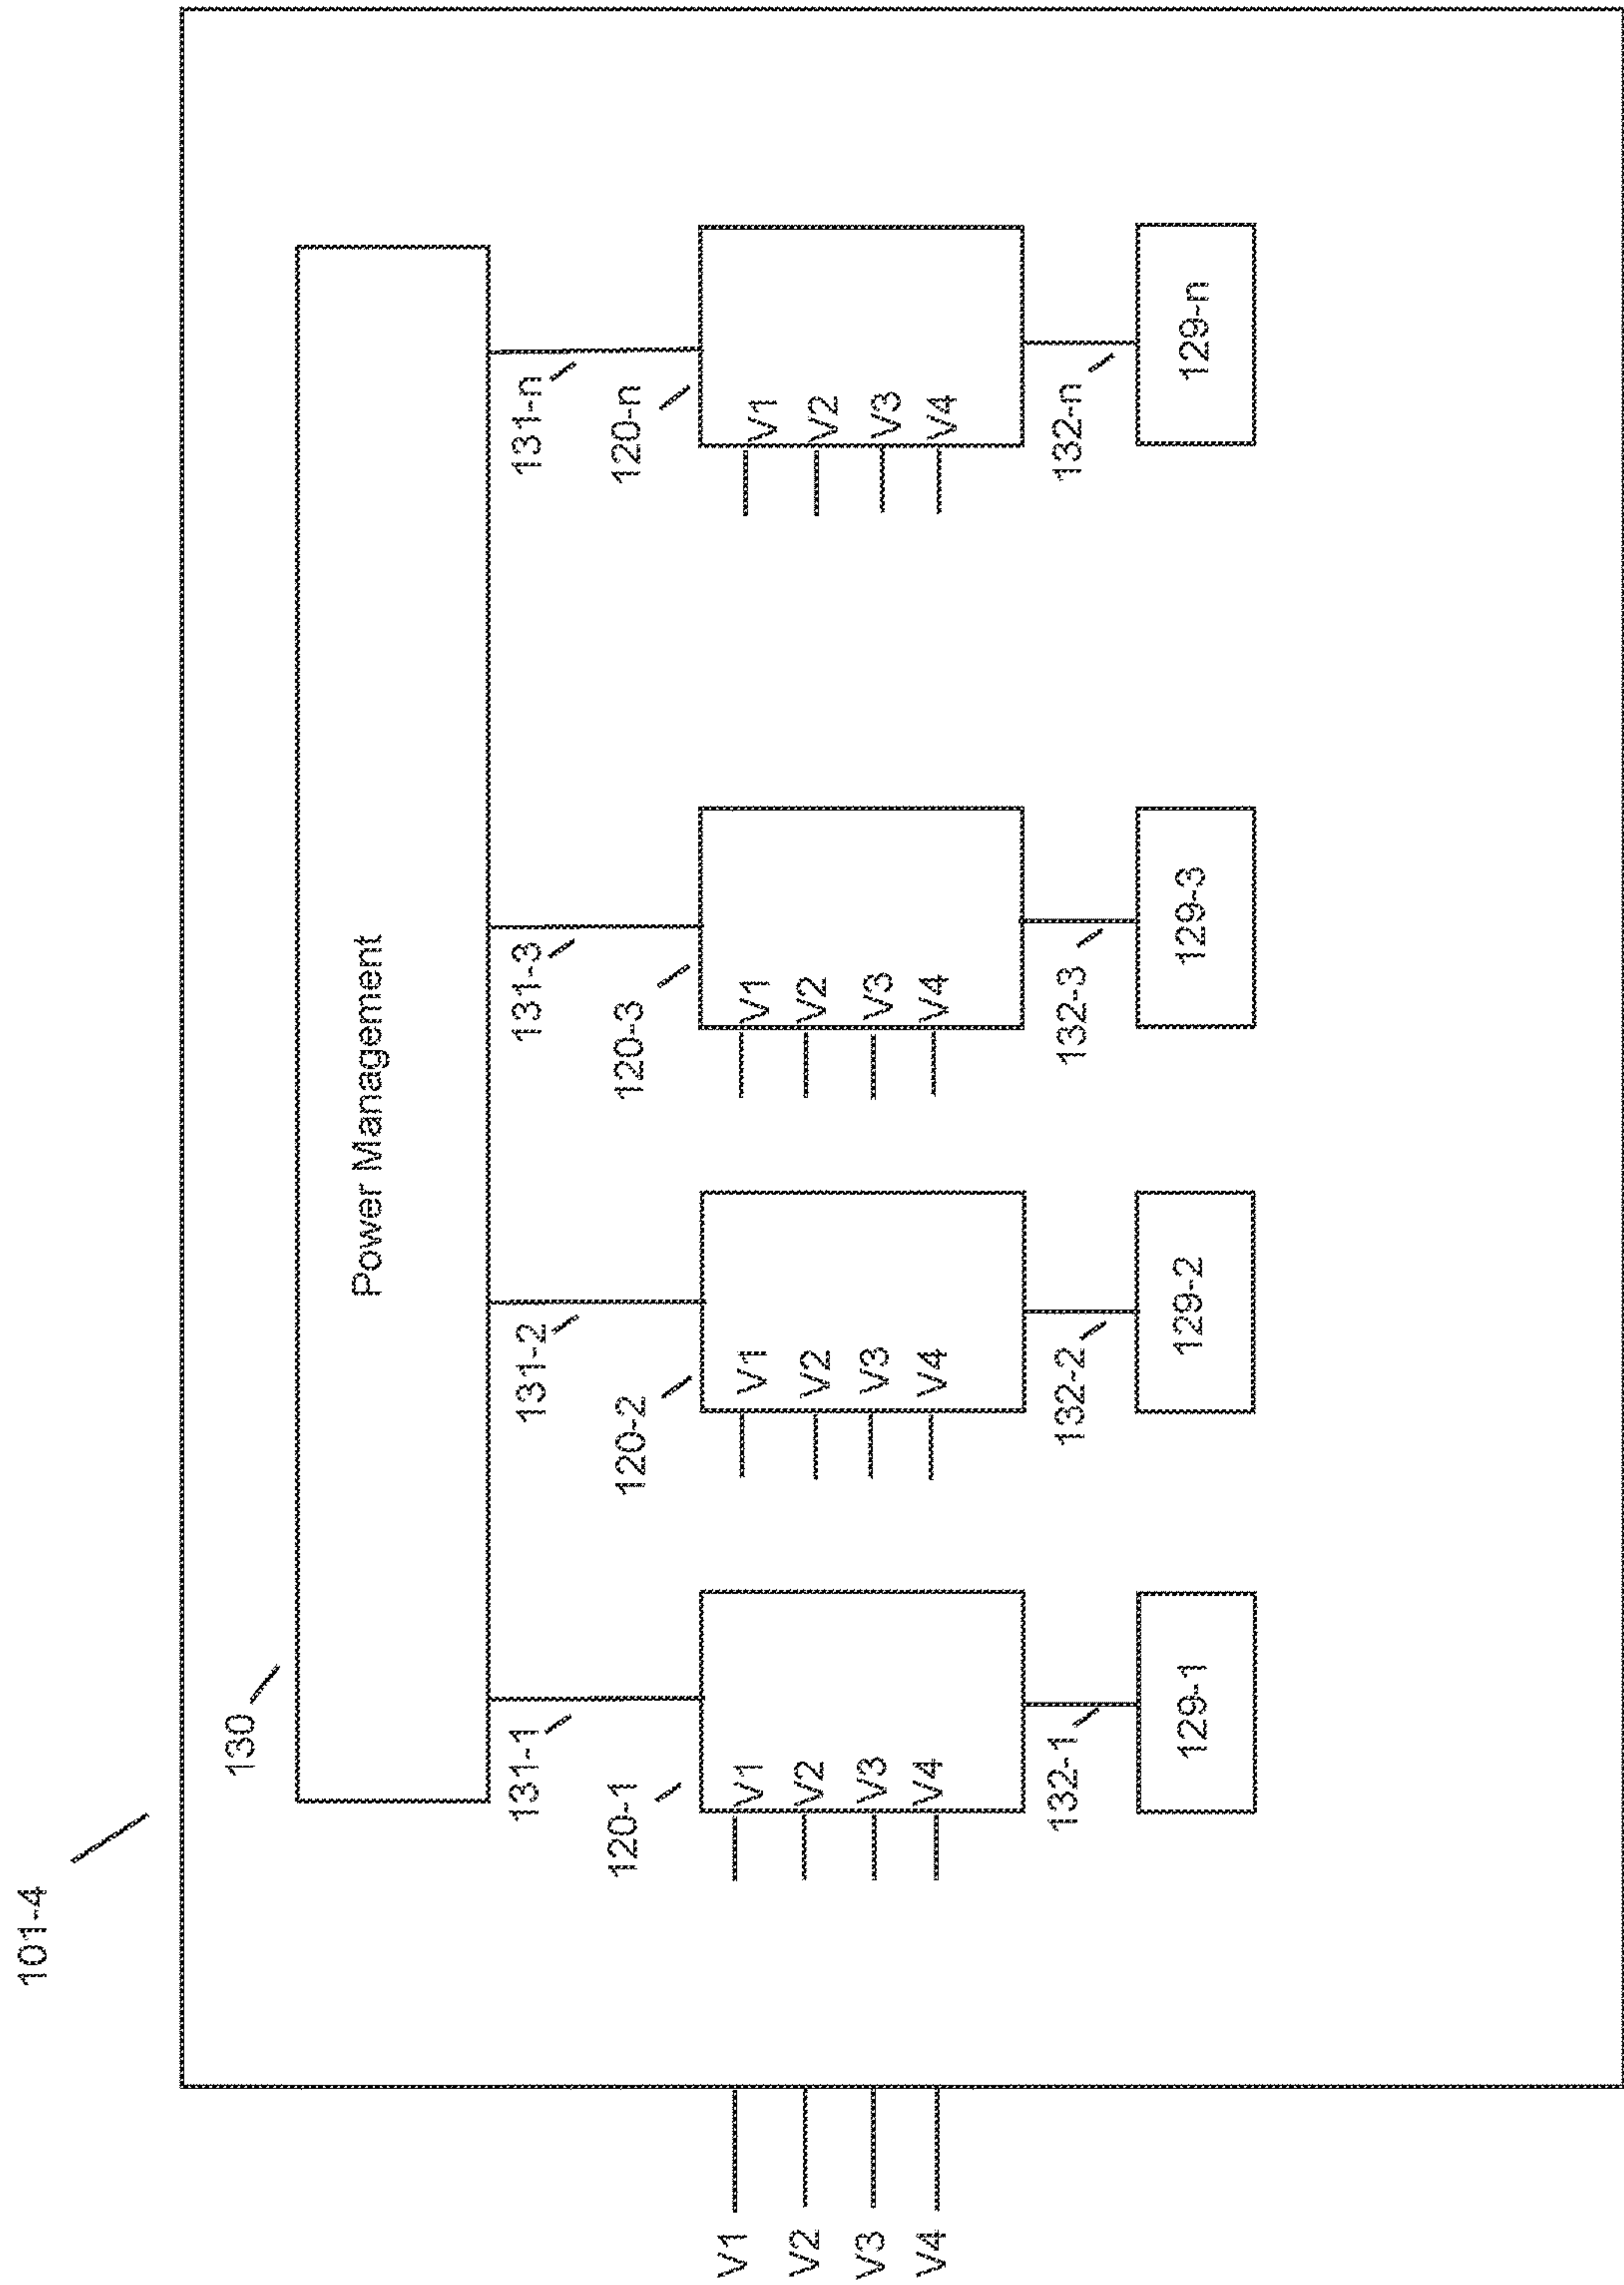 101-4
130
Power Management
131-1
131-2
131-3
131-n
120-1
120-2
120-3
120-n
V1
V1
V1
V1
V1
V2
V2
V2
V2
V2
V3
V3
V3
V3
V3
V4
V4
V4
V4
V4
132-1
132-2
132-3
132-n
129-1
129-2
129-3
129-n